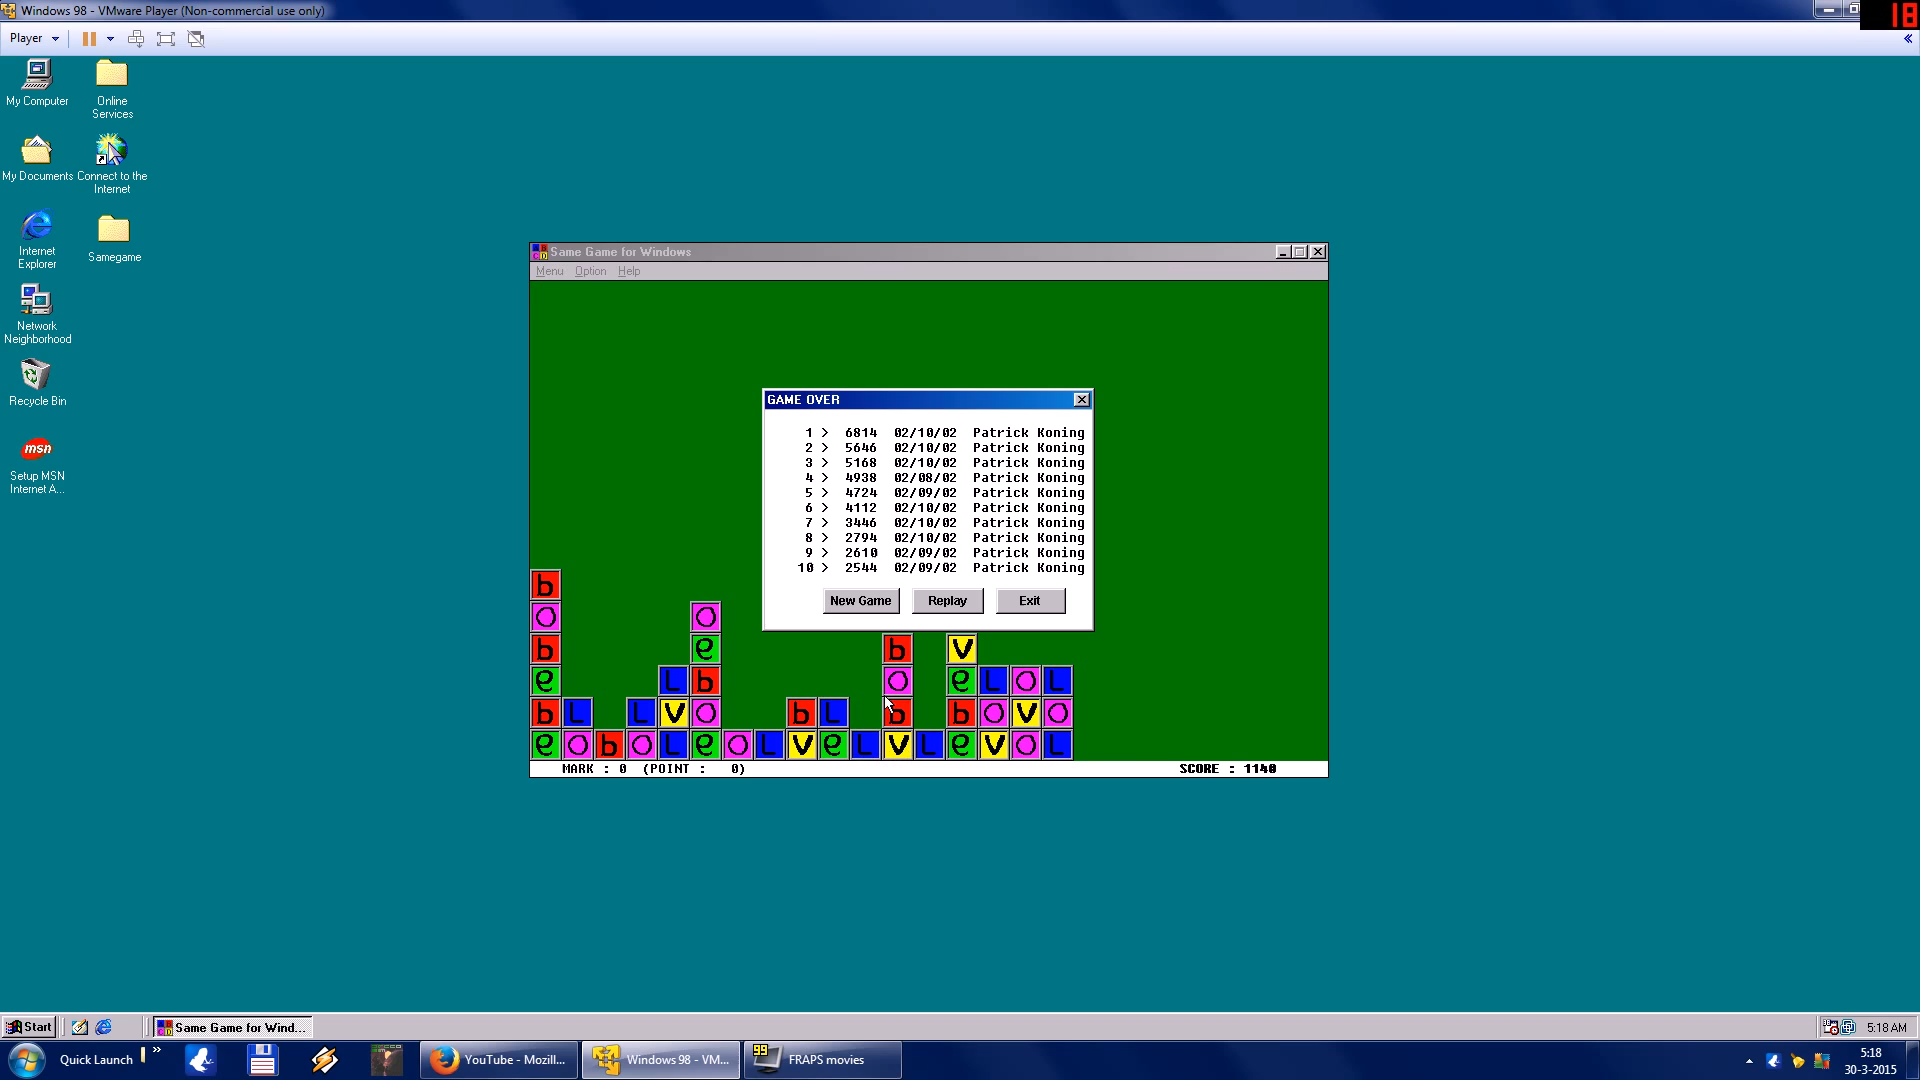 Windows 98 - VMware Player (Non-commercial use only)
18
Player
My Computer
Online Services
My Documents
Connect to the Internet
Internet Explorer
Samegame
Network Neighborhood
Recycle Bin
msn
Setup MSN Internet A...
Same Game for Windows
Menu Option Help
GAME OVER
1 > 6814 02/10/02 Patrick Koning
2 > 5646 02/10/02 Patrick Koning
3 > 5168 02/10/02 Patrick Koning
4 > 4938 02/08/02 Patrick Koning
5 > 4724 02/09/02 Patrick Koning
6 > 4112 02/10/02 Patrick Koning
7 > 3446 02/10/02 Patrick Koning
8 > 2794 02/10/02 Patrick Koning
9 > 2610 02/09/02 Patrick Koning
10 > 2544 02/09/02 Patrick Koning
New Game Replay Exit
b
O O
b e b V
e L b O e L O L
b L L V O b L b b O V O
e O b O L e O L V e L V L e V O L
MARK : 0 (POINT : 0) SCORE : 1140
Start Same Game for Wind... 5:18 AM
Quick Launch » YouTube - Mozill... Windows 98 - VM... 99 FRAPS movies 5:18
30-3-2015